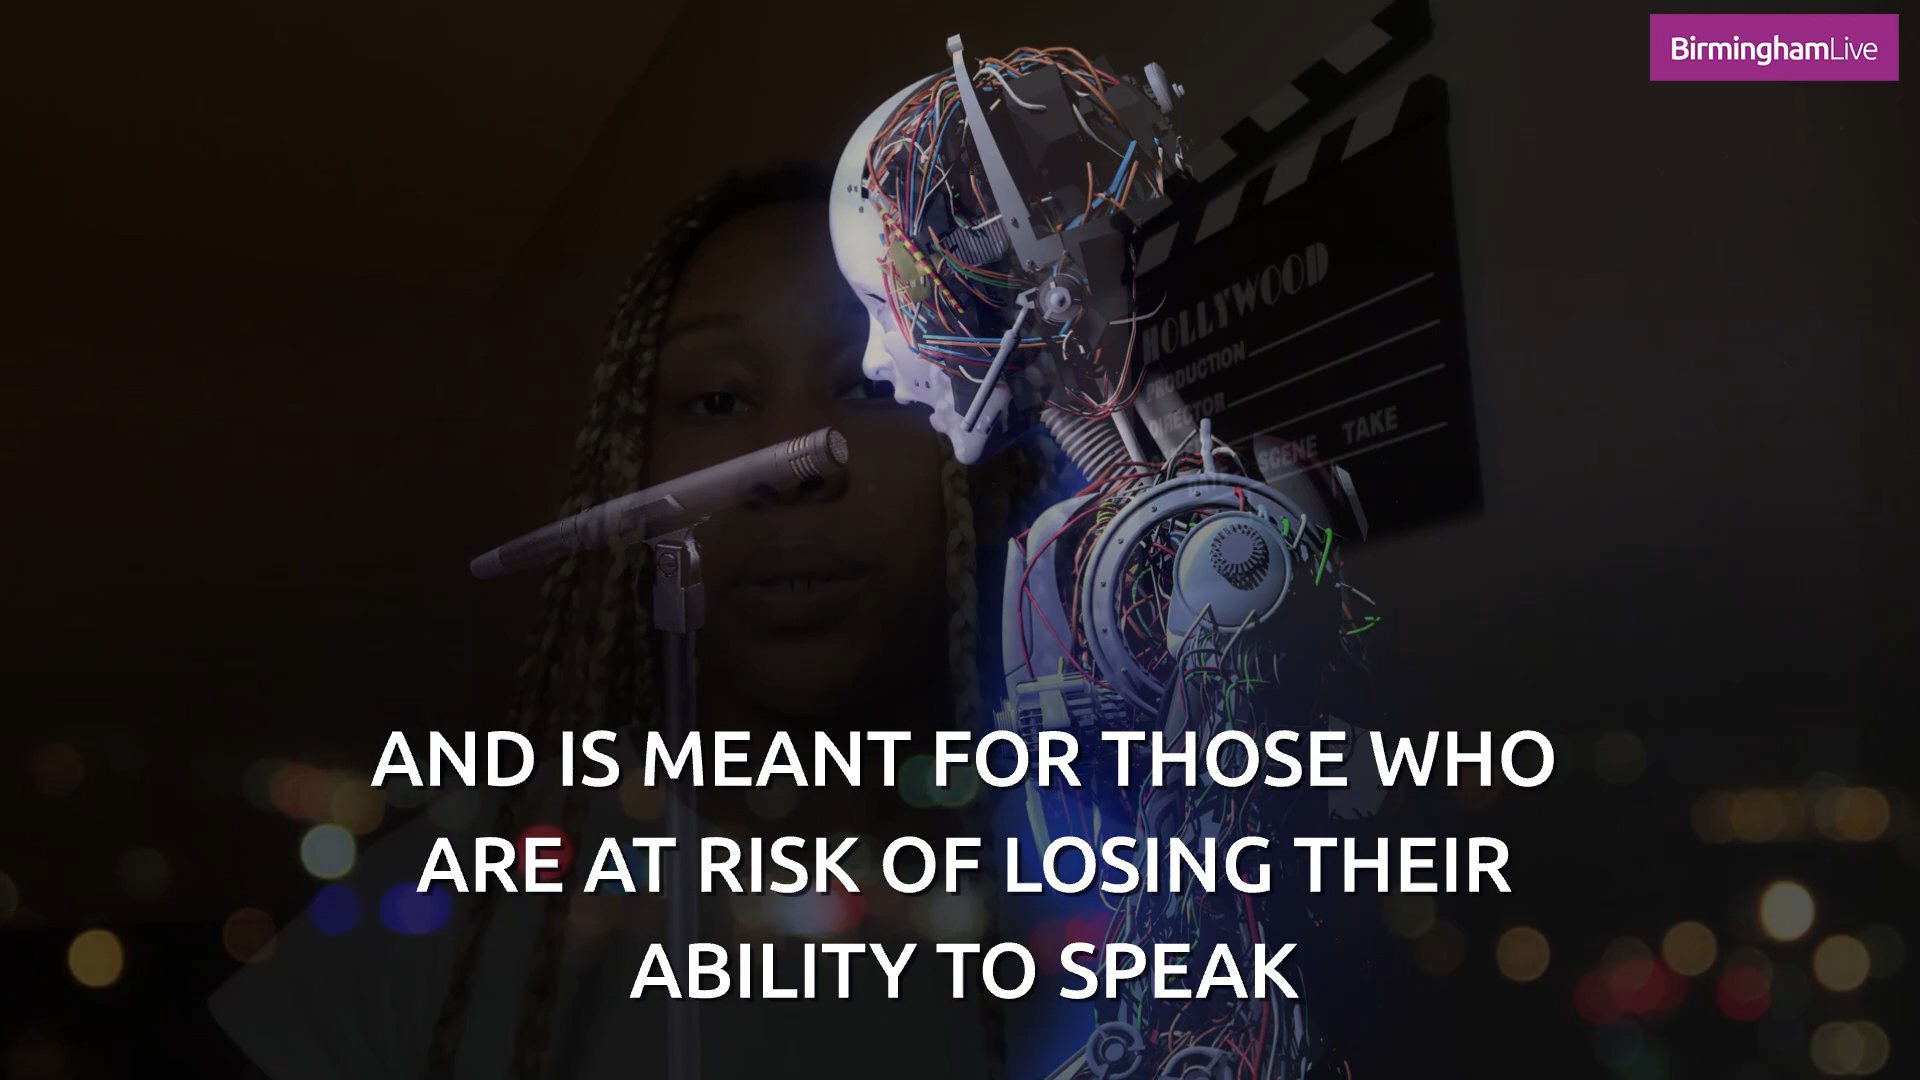 BirminghamLive
HOLLYWOOD
PRODUCTION
DIRECTOR
SCENE TAKE
AND IS MEANT FOR THOSE WHO
ARE AT RISK OF LOSING THEIR
ABILITY TO SPEAK